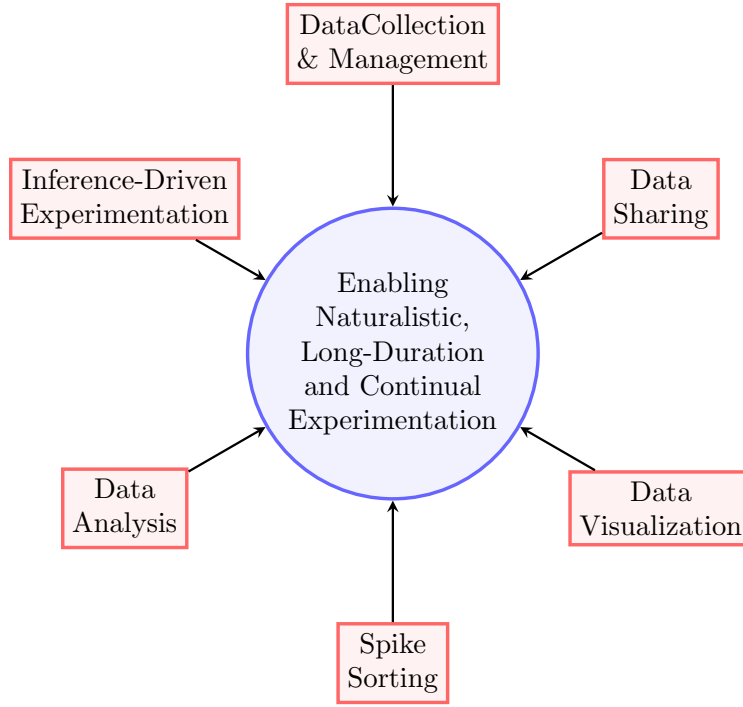 DataCollection
& Management
Inference-Driven
Experimentation
Data
Sharing
Enabling
Naturalistic,
Long-Duration
and Continual
Experimentation
Data
Analysis
Data
Visualization
Spike
Sorting